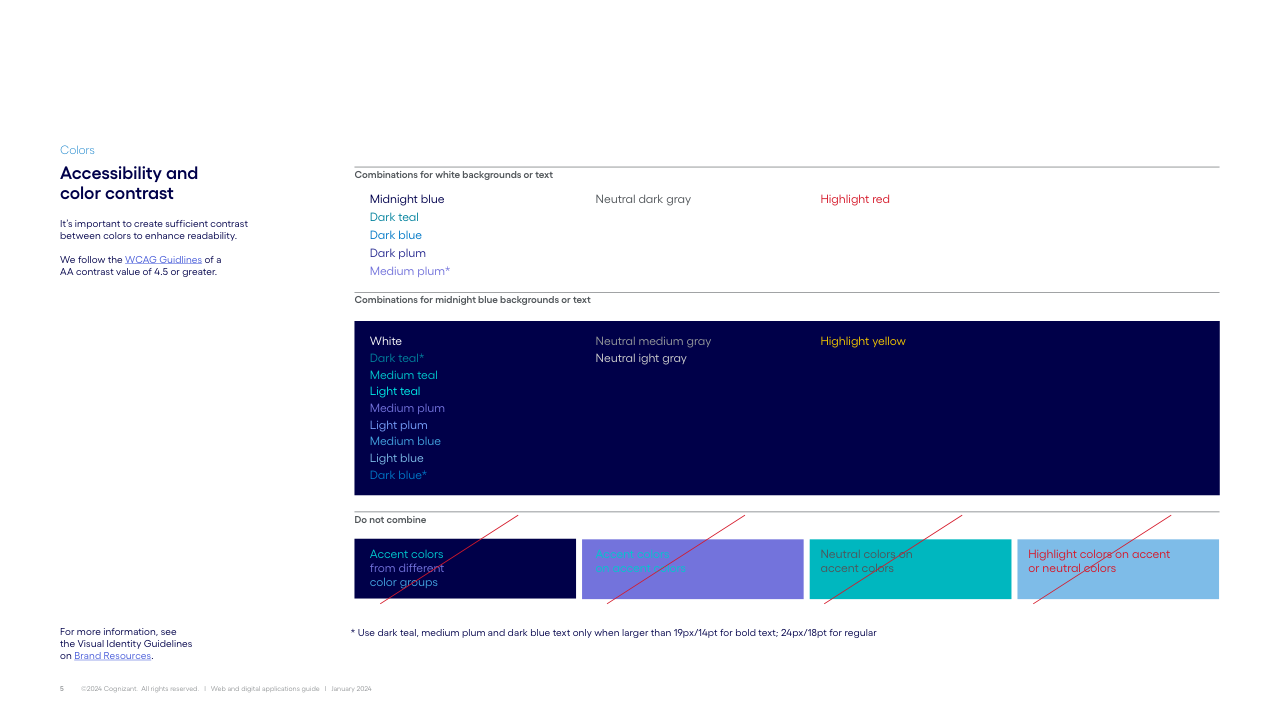 Colors
Accessibility and
color contrast
It's important to create sufficient contrast
between colors to enhance readability.
We follow the WCAG Guidlines of a
AA contrast value of 4.5 or greater.
Combinations for white backgrounds or text
Midnight blue
Dark teal
Dark blue
Dark plum
Medium plum*
Neutral dark gray
Highlight red
Combinations for midnight blue backgrounds or text
White
Dark teal*
Medium teal
Light teal
Medium plum
Light plum
Medium blue
Light blue
Dark blue*
Neutral medium gray
Neutral ight gray
Highlight yellow
Do not combine
Accent colors
from different
color groups
Accent colors
on accent colors
Neutral colors on
accent colors
Highlight colors on accent
or neutral colors
* Use dark teal, medium plum and dark blue text only when larger than 19px/14pt for bold text; 24px/18pt for regular
For more information, see
the Visual Identity Guidelines
on Brand Resources.
5 ©2024 Cognizant. All rights reserved. | Web and digital applications guide | January 2024